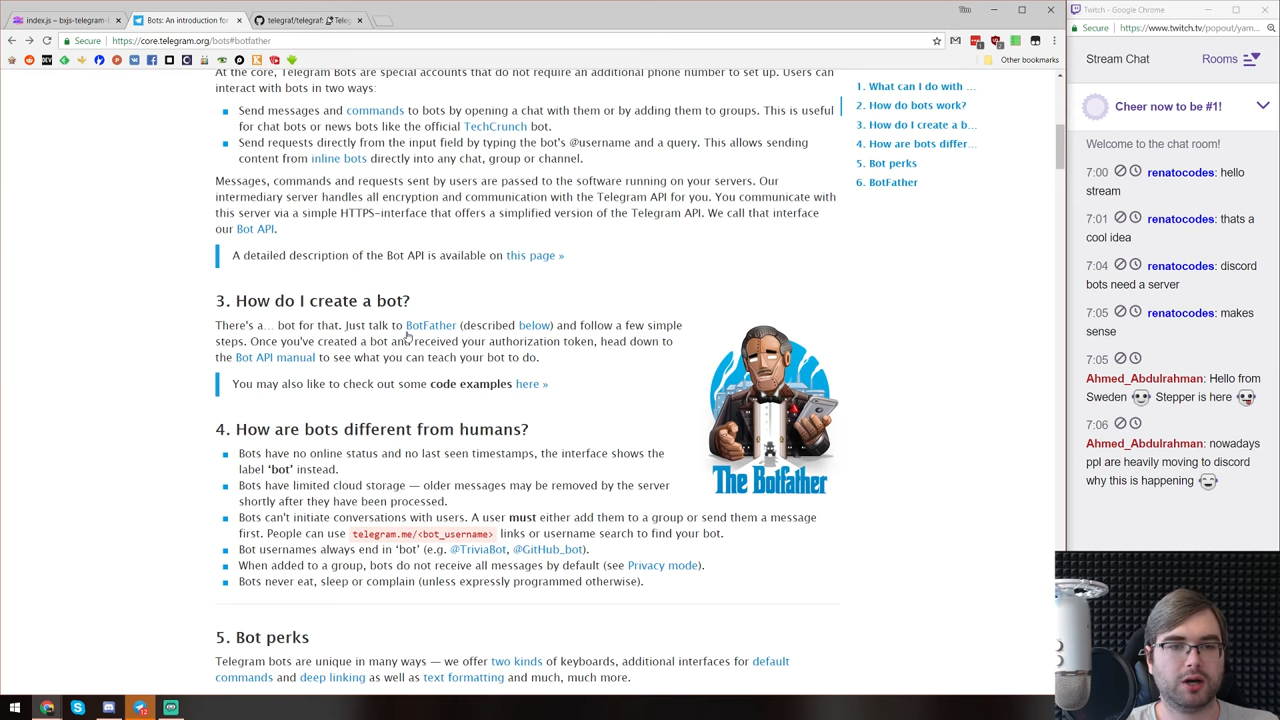 index.js – bxjs-telegram-t
Bots: An introduction for
telegraf/telegraf: Teleg
Tim
Secure
https://core.telegram.org/bots#botfather
Other bookmarks
At the core, Telegram Bots are special accounts that do not require an additional phone number to set up. Users can
interact with bots in two ways:
Send messages and commands to bots by opening a chat with them or by adding them to groups. This is useful
for chat bots or news bots like the official TechCrunch bot.
Send requests directly from the input field by typing the bot's @username and a query. This allows sending
content from inline bots directly into any chat, group or channel.
Messages, commands and requests sent by users are passed to the software running on your servers. Our
intermediary server handles all encryption and communication with the Telegram API for you. You communicate with
this server via a simple HTTPS-interface that offers a simplified version of the Telegram API. We call that interface
our Bot API.
A detailed description of the Bot API is available on this page »
3. How do I create a bot?
There's a… bot for that. Just talk to BotFather (described below) and follow a few simple
steps. Once you've created a bot and received your authorization token, head down to
the Bot API manual to see what you can teach your bot to do.
You may also like to check out some code examples here »
The Botfather
4. How are bots different from humans?
Bots have no online status and no last seen timestamps, the interface shows the
label ‘bot’ instead.
Bots have limited cloud storage — older messages may be removed by the server
shortly after they have been processed.
Bots can't initiate conversations with users. A user must either add them to a group or send them a message
first. People can use telegram.me/<bot_username> links or username search to find your bot.
Bot usernames always end in ‘bot’ (e.g. @TriviaBot, @GitHub_bot).
When added to a group, bots do not receive all messages by default (see Privacy mode).
Bots never eat, sleep or complain (unless expressly programmed otherwise).
5. Bot perks
Telegram bots are unique in many ways — we offer two kinds of keyboards, additional interfaces for default
commands and deep linking as well as text formatting and much, much more.
1. What can I do with ...
2. How do bots work?
3. How do I create a b...
4. How are bots differ...
5. Bot perks
6. BotFather
Twitch - Google Chrome
Secure
https://www.twitch.tv/popout/yam
Stream Chat
Rooms
Cheer now to be #1!
Welcome to the chat room!
7:00 renatocodes: hello
stream
7:01 renatocodes: thats a
cool idea
7:04 renatocodes: discord
bots need a server
7:05 renatocodes: makes
sense
7:05
Ahmed_Abdulrahman: Hello from
Sweden Stepper is here
7:06
Ahmed_Abdulrahman: nowadays
ppl are heavily moving to discord
why this is happening